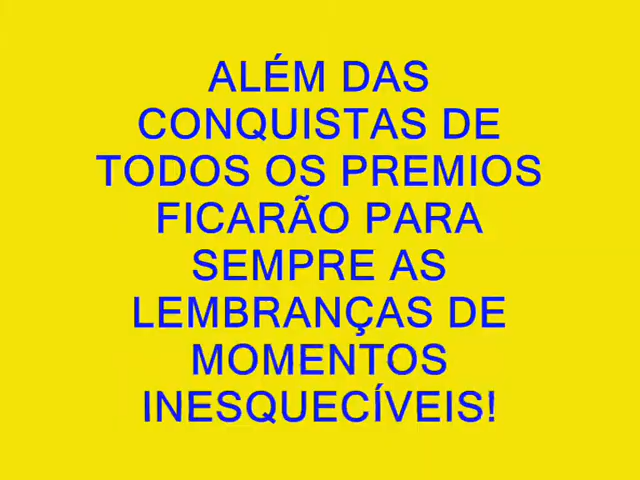 ALÉM DAS
CONQUISTAS DE
TODOS OS PREMIOS
FICARÃO PARA
SEMPRE AS
LEMBRANÇAS DE
MOMENTOS
INESQUECÍVEIS!